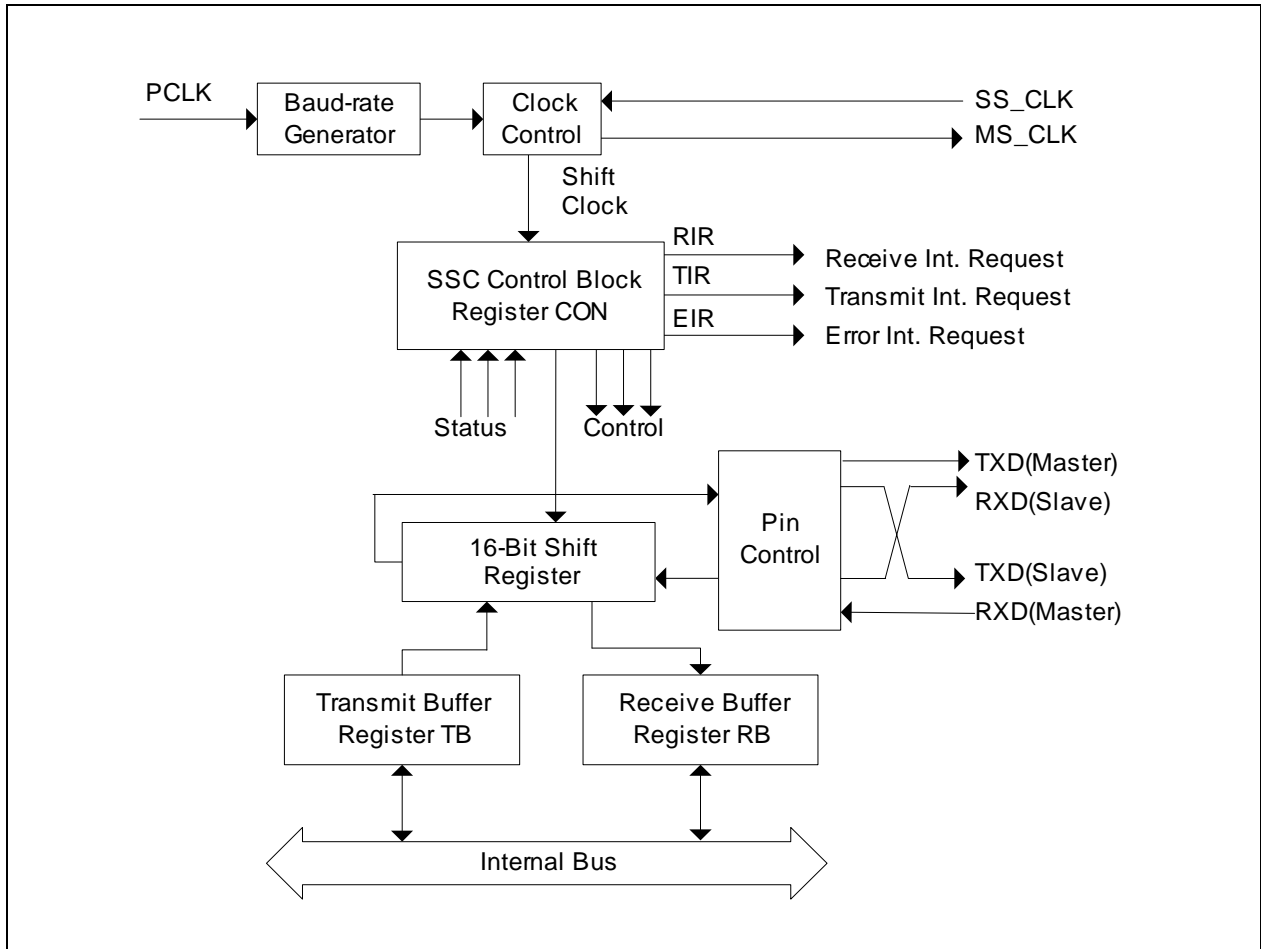 PCLK
Baud-rate
Generator
Clock
Control
SS_CLK
MS_CLK
Shift
Clock
SSC Control Block
Register CON
RIR
TIR
EIR
Receive Int. Request
Transmit Int. Request
Error Int. Request
Status
Control
16-Bit Shift
Register
Pin
Control
TXD(Master)
RXD(Slave)
TXD(Slave)
RXD(Master)
Transmit Buffer
Register TB
Receive Buffer
Register RB
Internal Bus